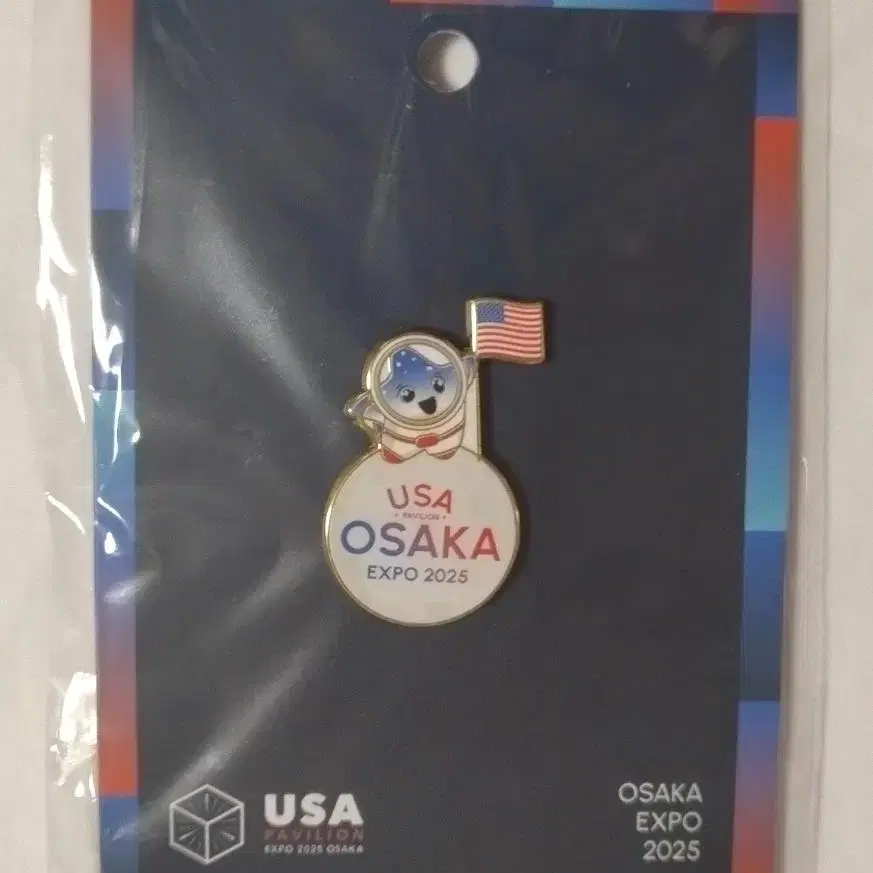 USA
• PAVILION •
OSAKA
EXPO 2025
USA
PAVILION
EXPO 2025 OSAKA
OSAKA
EXPO
2025